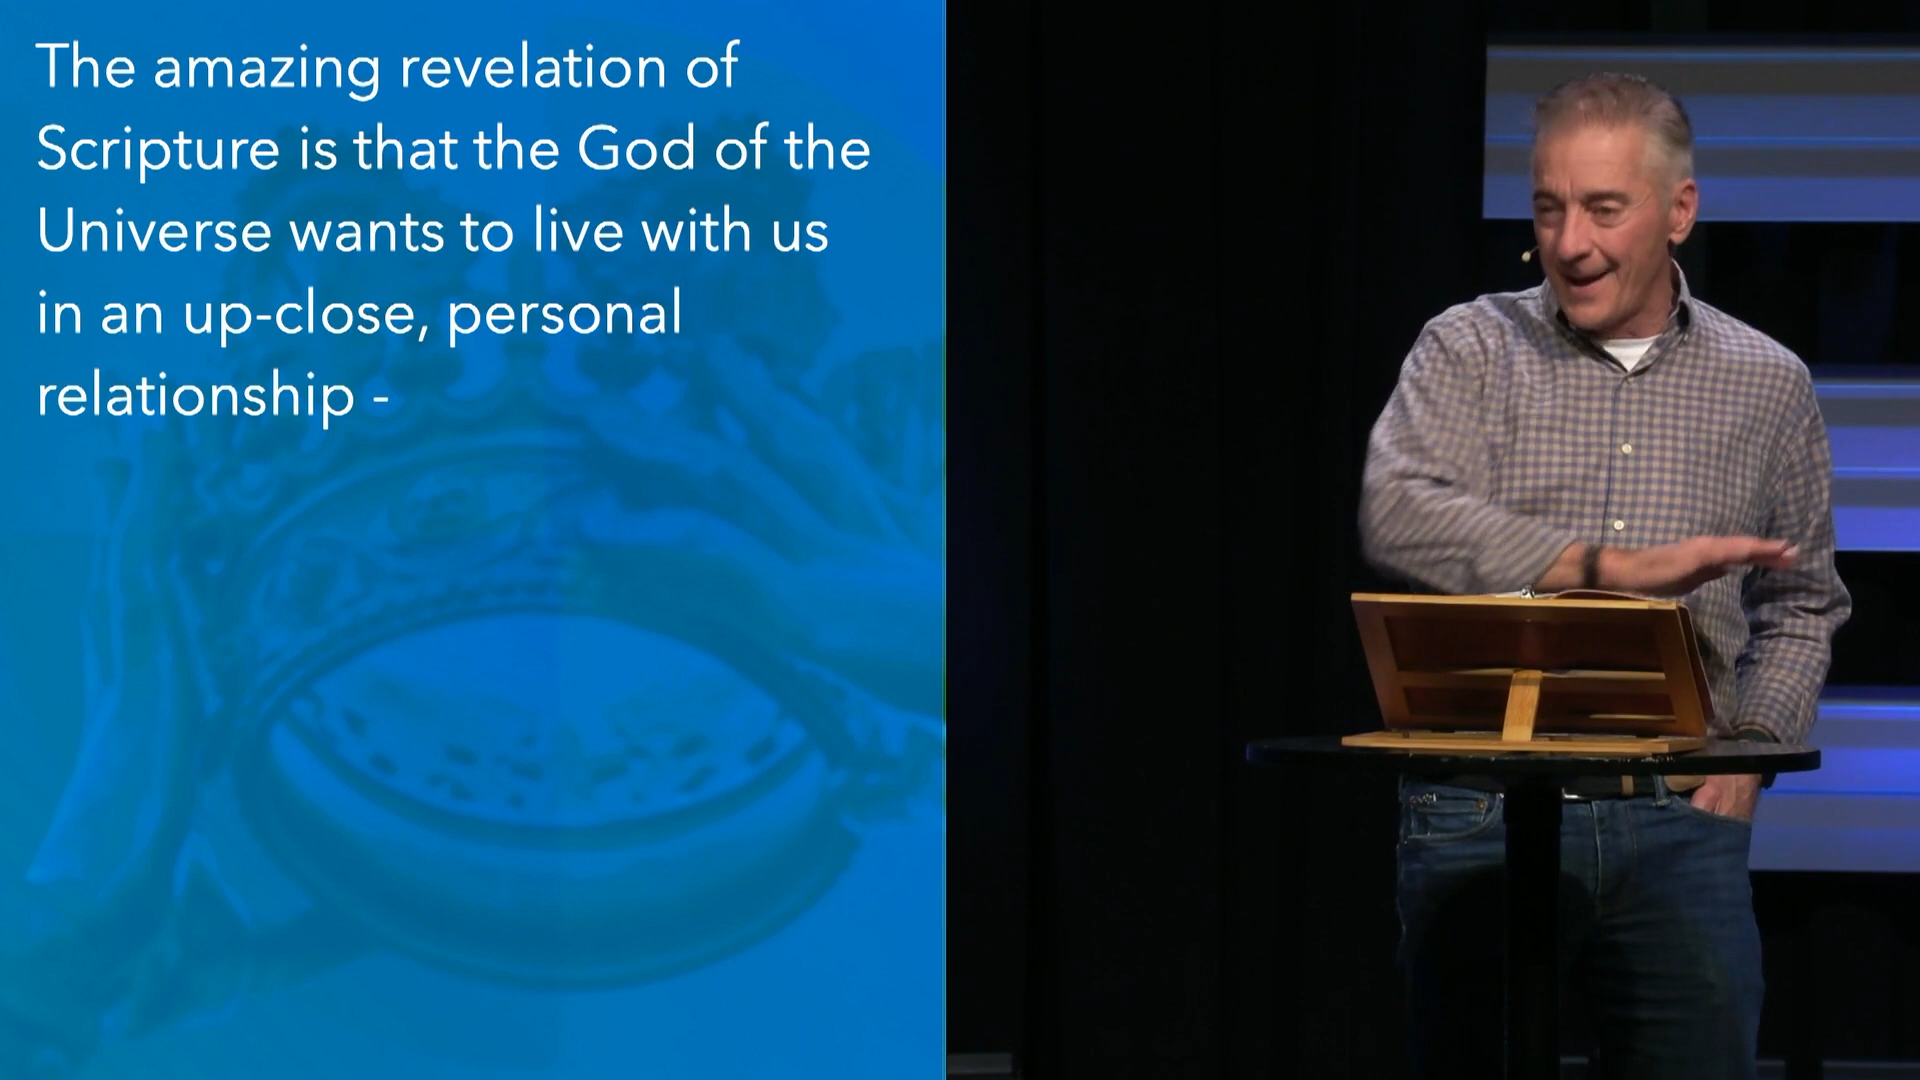 The amazing revelation of
Scripture is that the God of the
Universe wants to live with us
in an up-close, personal
relationship -